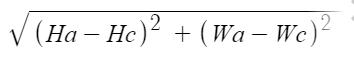 √(Ha − Hc)² + (Wa − Wc)²